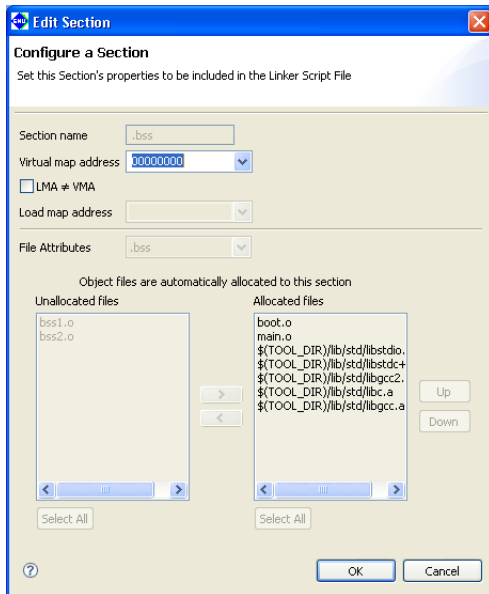 GNU Edit Section
Configure a Section
Set this Section's properties to be included in the Linker Script File
Section name .bss
Virtual map address 00000000
LMA ≠ VMA
Load map address
File Attributes .bss
Object files are automatically allocated to this section
Unallocated files
bss1.o
bss2.o
>
<
Select All
Allocated files
boot.o
main.o
$(TOOL_DIR)/lib/std/libstdio.
$(TOOL_DIR)/lib/std/libstdc+
$(TOOL_DIR)/lib/std/libgcc2.
$(TOOL_DIR)/lib/std/libc.a
$(TOOL_DIR)/lib/std/libgcc.a
Select All
Up
Down
?
OK
Cancel